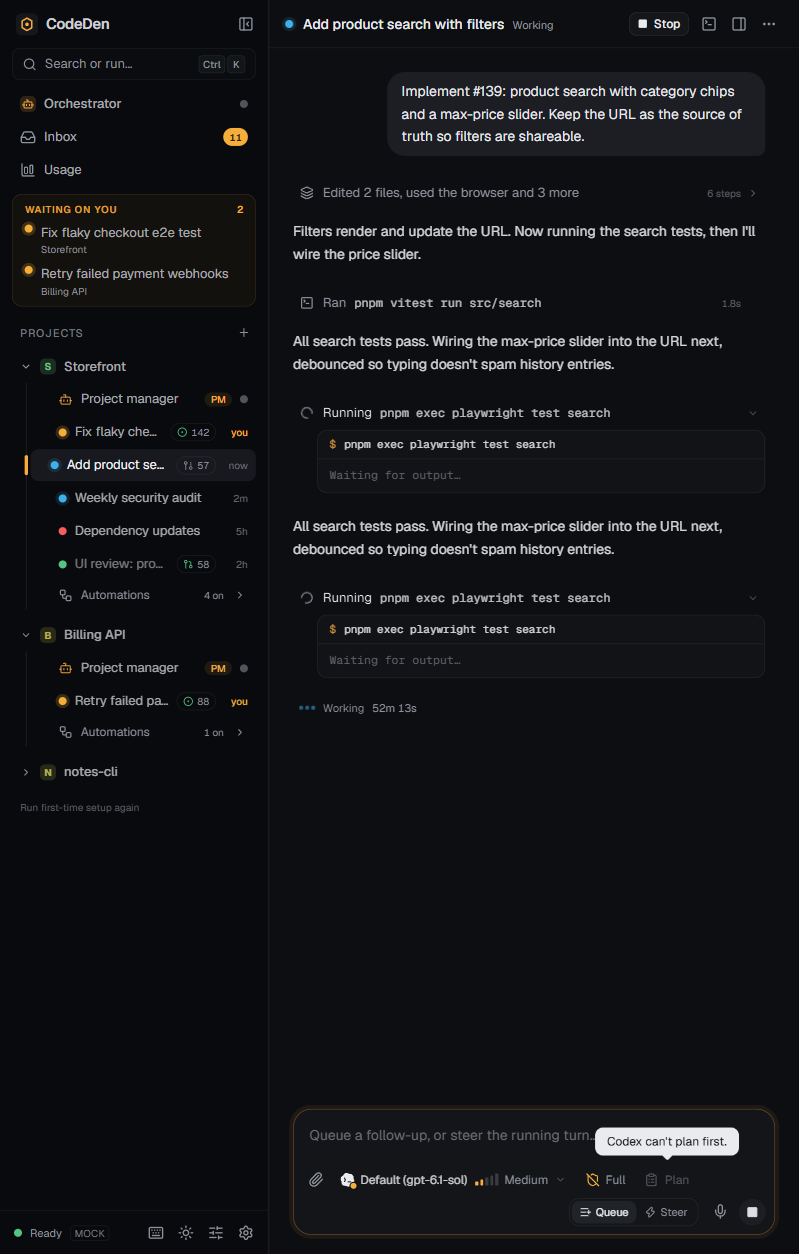 CodeDen
Search or run...
Ctrl K
Orchestrator
Inbox
11
Usage
WAITING ON YOU
2
Fix flaky checkout e2e test
Storefront
Retry failed payment webhooks
Billing API
PROJECTS
S Storefront
Project manager PM
Fix flaky che... 142 you
Add product se... 57 now
Weekly security audit 2m
Dependency updates 5h
UI review: pro... 58 2h
Automations 4 on
B Billing API
Project manager PM
Retry failed pa... 88 you
Automations 1 on
N notes-cli
Run first-time setup again
Ready MOCK
Add product search with filters Working
Stop
Implement #139: product search with category chips
and a max-price slider. Keep the URL as the source of
truth so filters are shareable.
Edited 2 files, used the browser and 3 more
6 steps
Filters render and update the URL. Now running the search tests, then I'll
wire the price slider.
Ran pnpm vitest run src/search
1.8s
All search tests pass. Wiring the max-price slider into the URL next,
debounced so typing doesn't spam history entries.
Running pnpm exec playwright test search
$ pnpm exec playwright test search
Waiting for output…
All search tests pass. Wiring the max-price slider into the URL next,
debounced so typing doesn't spam history entries.
Running pnpm exec playwright test search
$ pnpm exec playwright test search
Waiting for output…
Working 52m 13s
Queue a follow-up, or steer the running turn...
Codex can't plan first.
Default (gpt-6.1-sol) Medium Full Plan
Queue Steer